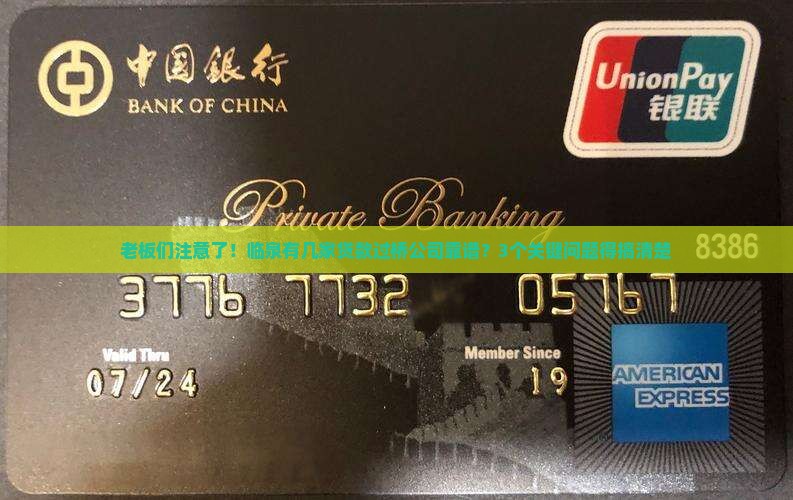 中国银行
BANK OF CHINA
UnionPay
银联
Private Banking
老板们注意了！临泉有几家贷款过桥公司靠谱？3个关键问题得搞清楚
8386
3776 7732 05767
Valid Thru
Member Since
07/24
19
AMERICAN
EXPRESS